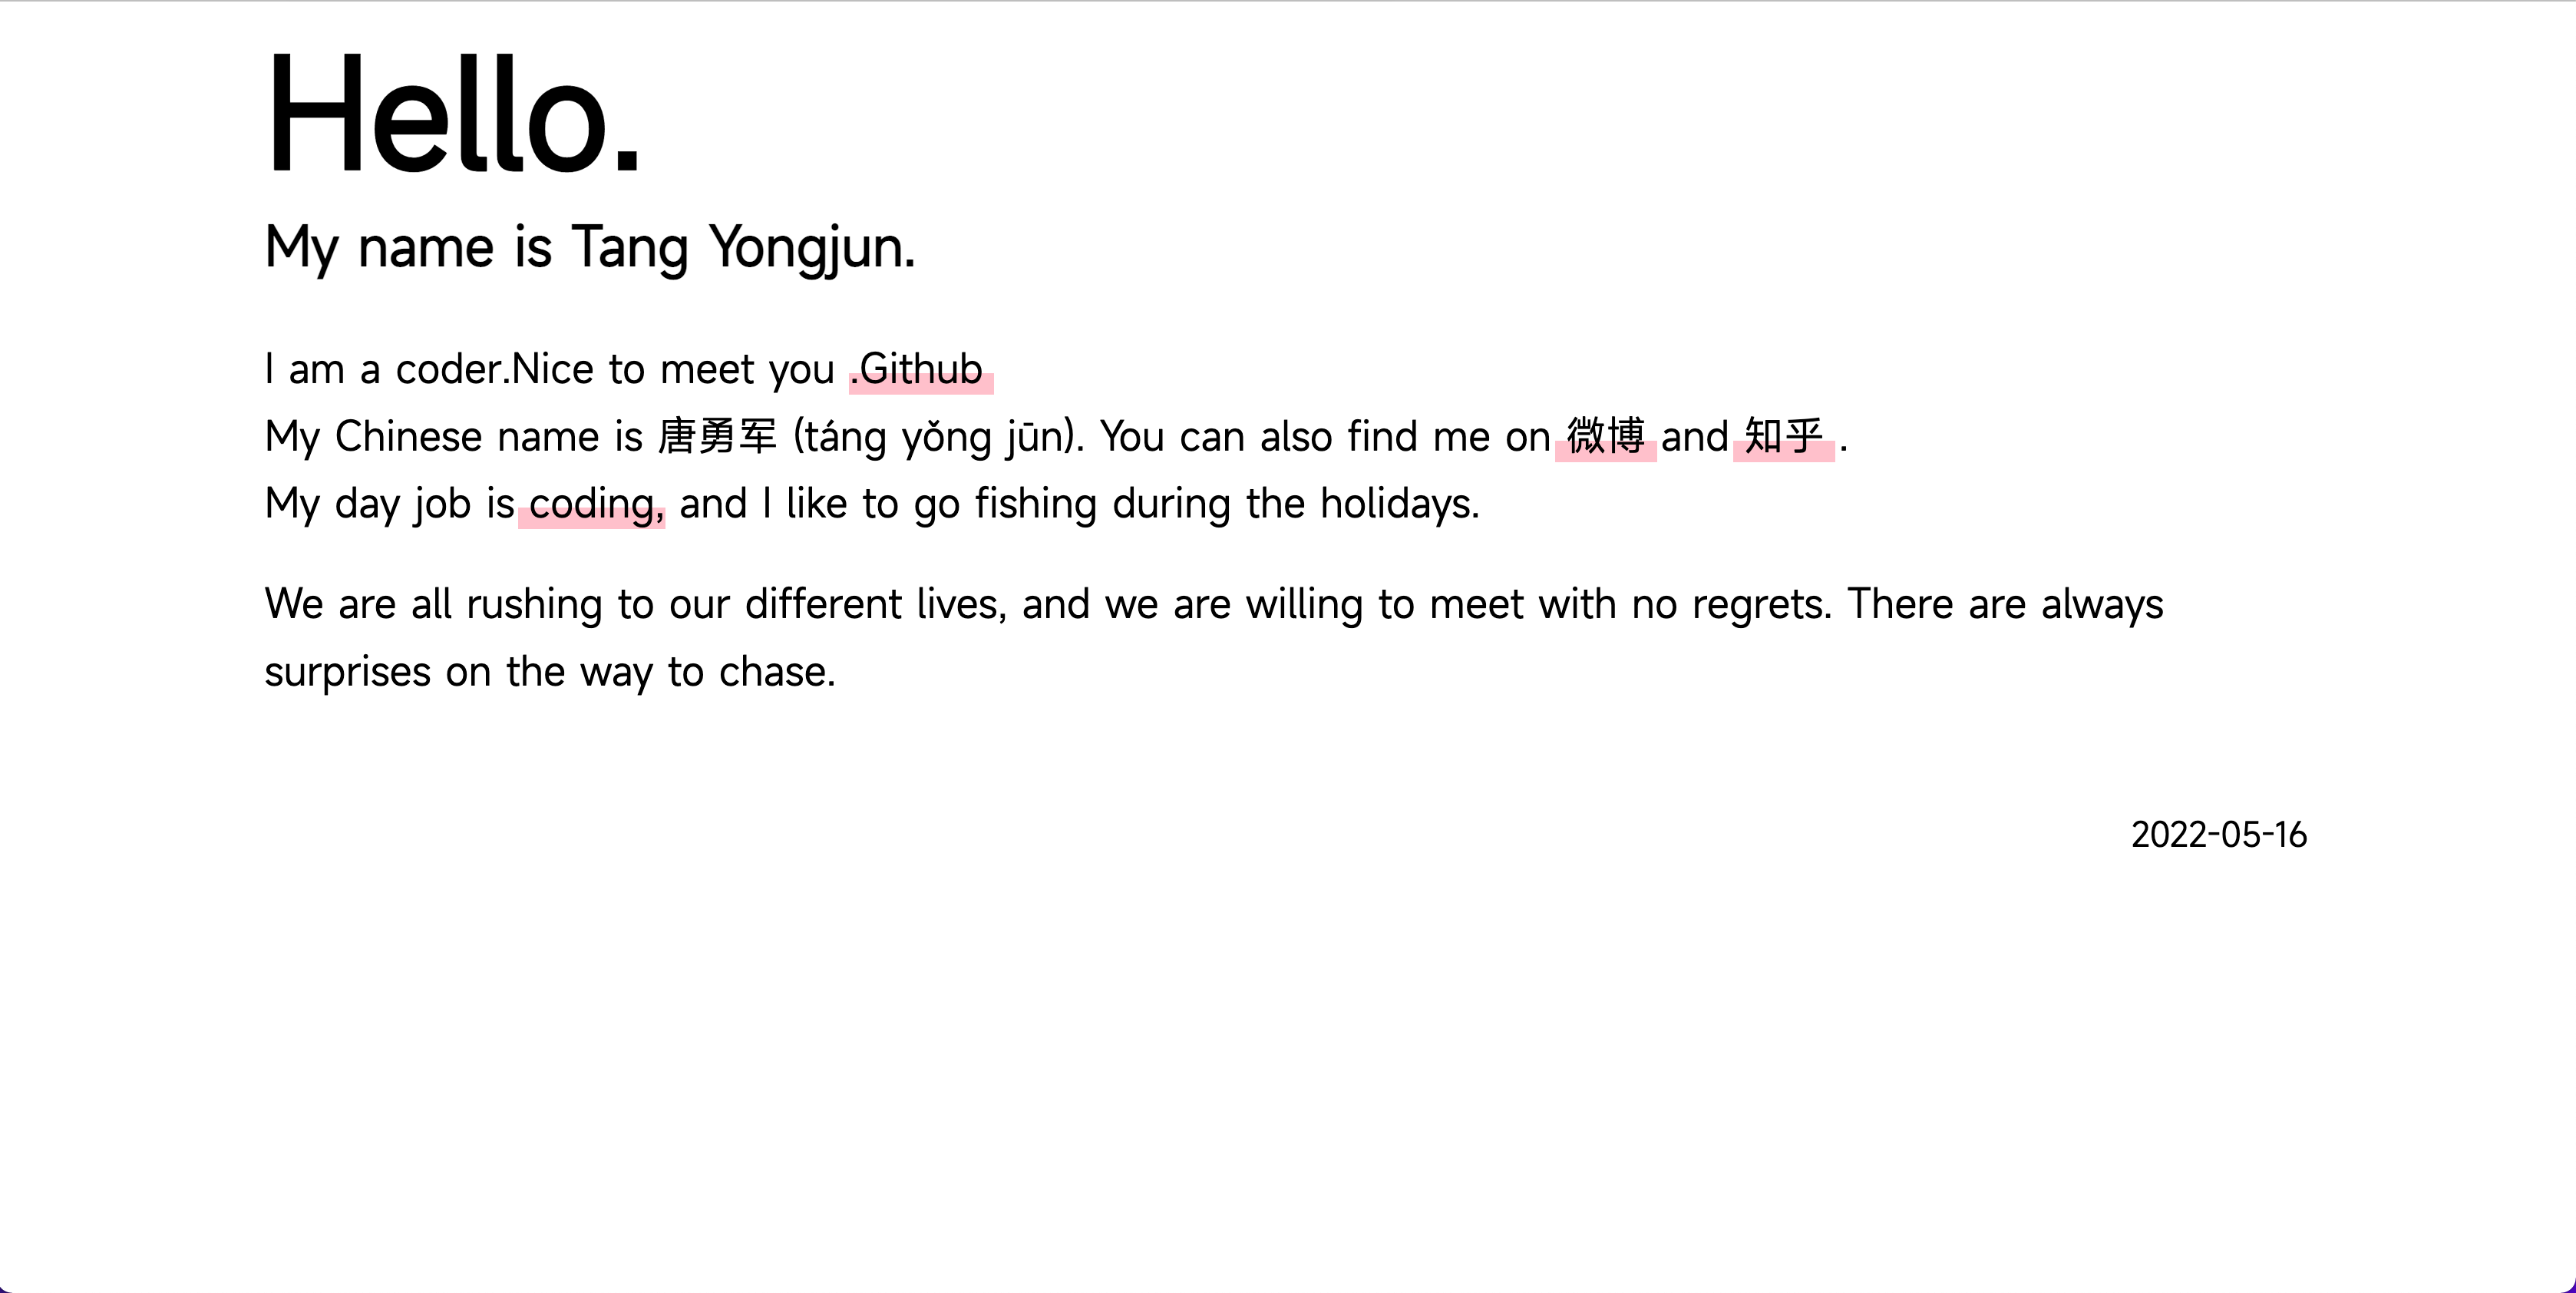 Hello.
My name is Tang Yongjun.
I am a coder.Nice to meet you .Github
My Chinese name is 唐勇军 (táng yǒng jūn). You can also find me on 微博 and 知乎 .
My day job is coding, and I like to go fishing during the holidays.
We are all rushing to our different lives, and we are willing to meet with no regrets. There are always
surprises on the way to chase.
2022-05-16